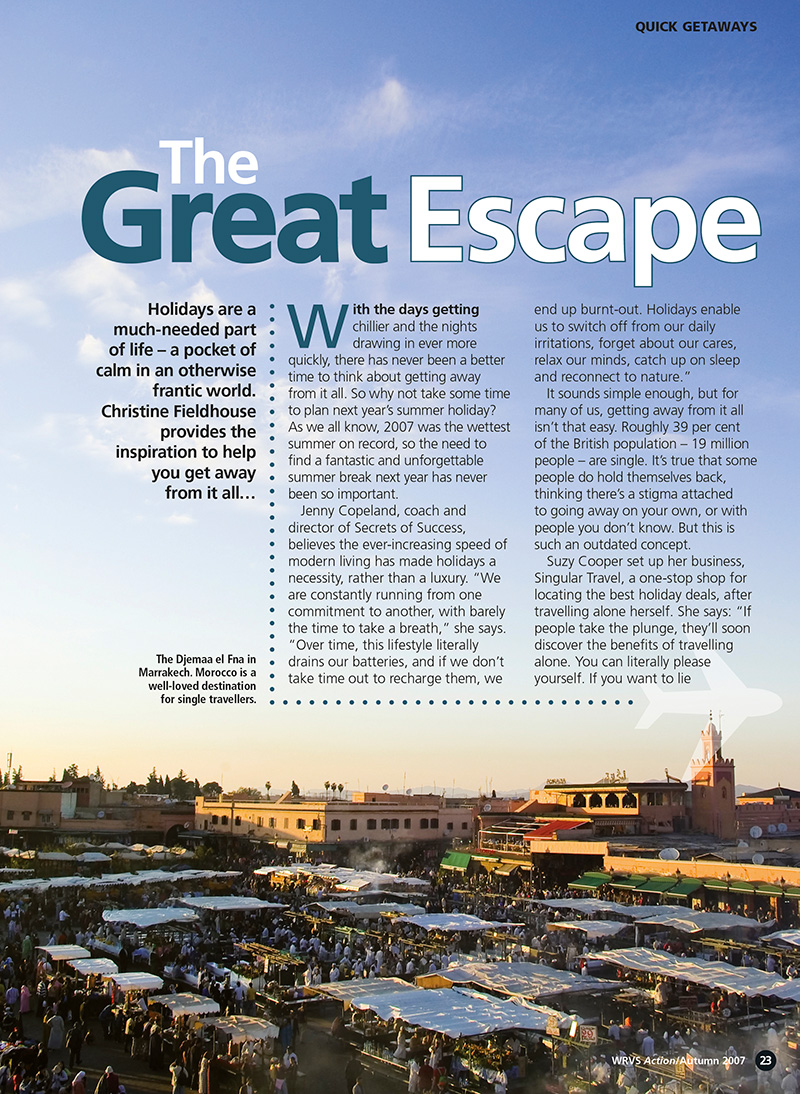 QUICK GETAWAYS
The
Great Escape
Holidays are a
much-needed part
of life – a pocket of
calm in an otherwise
frantic world.
Christine Fieldhouse
provides the
inspiration to help
you get away
from it all…
With the days getting
chillier and the nights
drawing in ever more
quickly, there has never been a better
time to think about getting away
from it all. So why not take some time
to plan next year’s summer holiday?
As we all know, 2007 was the wettest
summer on record, so the need to
find a fantastic and unforgettable
summer break next year has never
been so important.
Jenny Copeland, coach and
director of Secrets of Success,
believes the ever-increasing speed of
modern living has made holidays a
necessity, rather than a luxury. “We
are constantly running from one
commitment to another, with barely
the time to take a breath,” she says.
“Over time, this lifestyle literally
drains our batteries, and if we don’t
take time out to recharge them, we
end up burnt-out. Holidays enable
us to switch off from our daily
irritations, forget about our cares,
relax our minds, catch up on sleep
and reconnect to nature.”
It sounds simple enough, but for
many of us, getting away from it all
isn’t that easy. Roughly 39 per cent
of the British population – 19 million
people – are single. It’s true that some
people do hold themselves back,
thinking there’s a stigma attached
to going away on your own, or with
people you don’t know. But this is
such an outdated concept.
Suzy Cooper set up her business,
Singular Travel, a one-stop shop for
locating the best holiday deals, after
travelling alone herself. She says: “If
people take the plunge, they’ll soon
discover the benefits of travelling
alone. You can literally please
yourself. If you want to lie
The Djemaa el Fna in
Marrakech. Morocco is a
well-loved destination
for single travellers.
WRVS Action/Autumn 2007 23